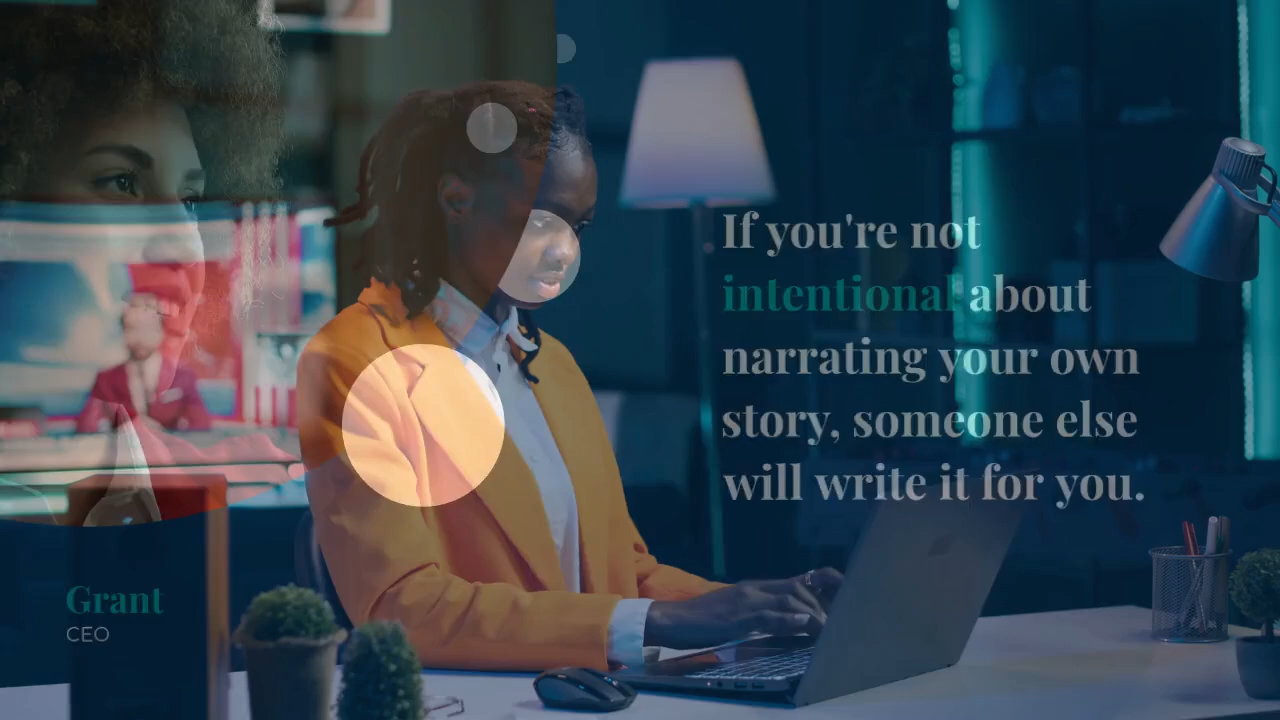 If you're not
intentional about
narrating your own
story, someone else
will write it for you.
Grant
CEO